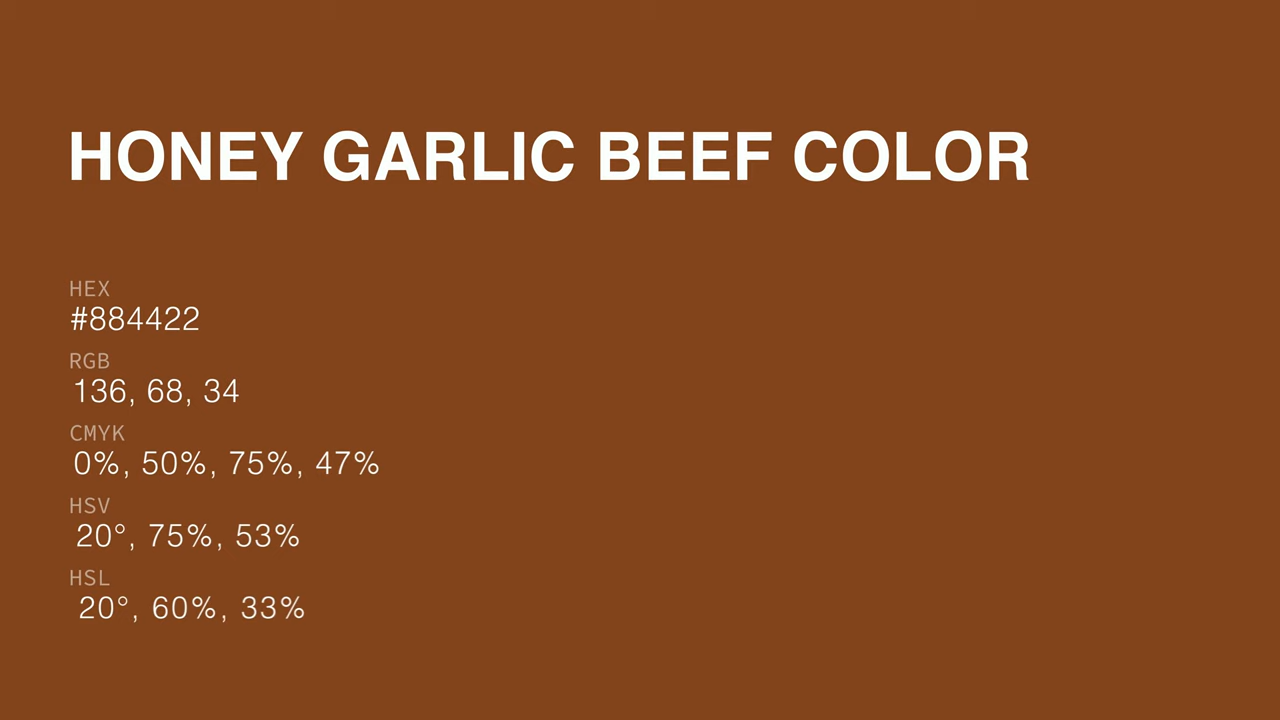 HONEY GARLIC BEEF COLOR
HEX
#884422
RGB
136, 68, 34
CMYK
0%, 50%, 75%, 47%
HSV
20°, 75%, 53%
HSL
20°, 60%, 33%